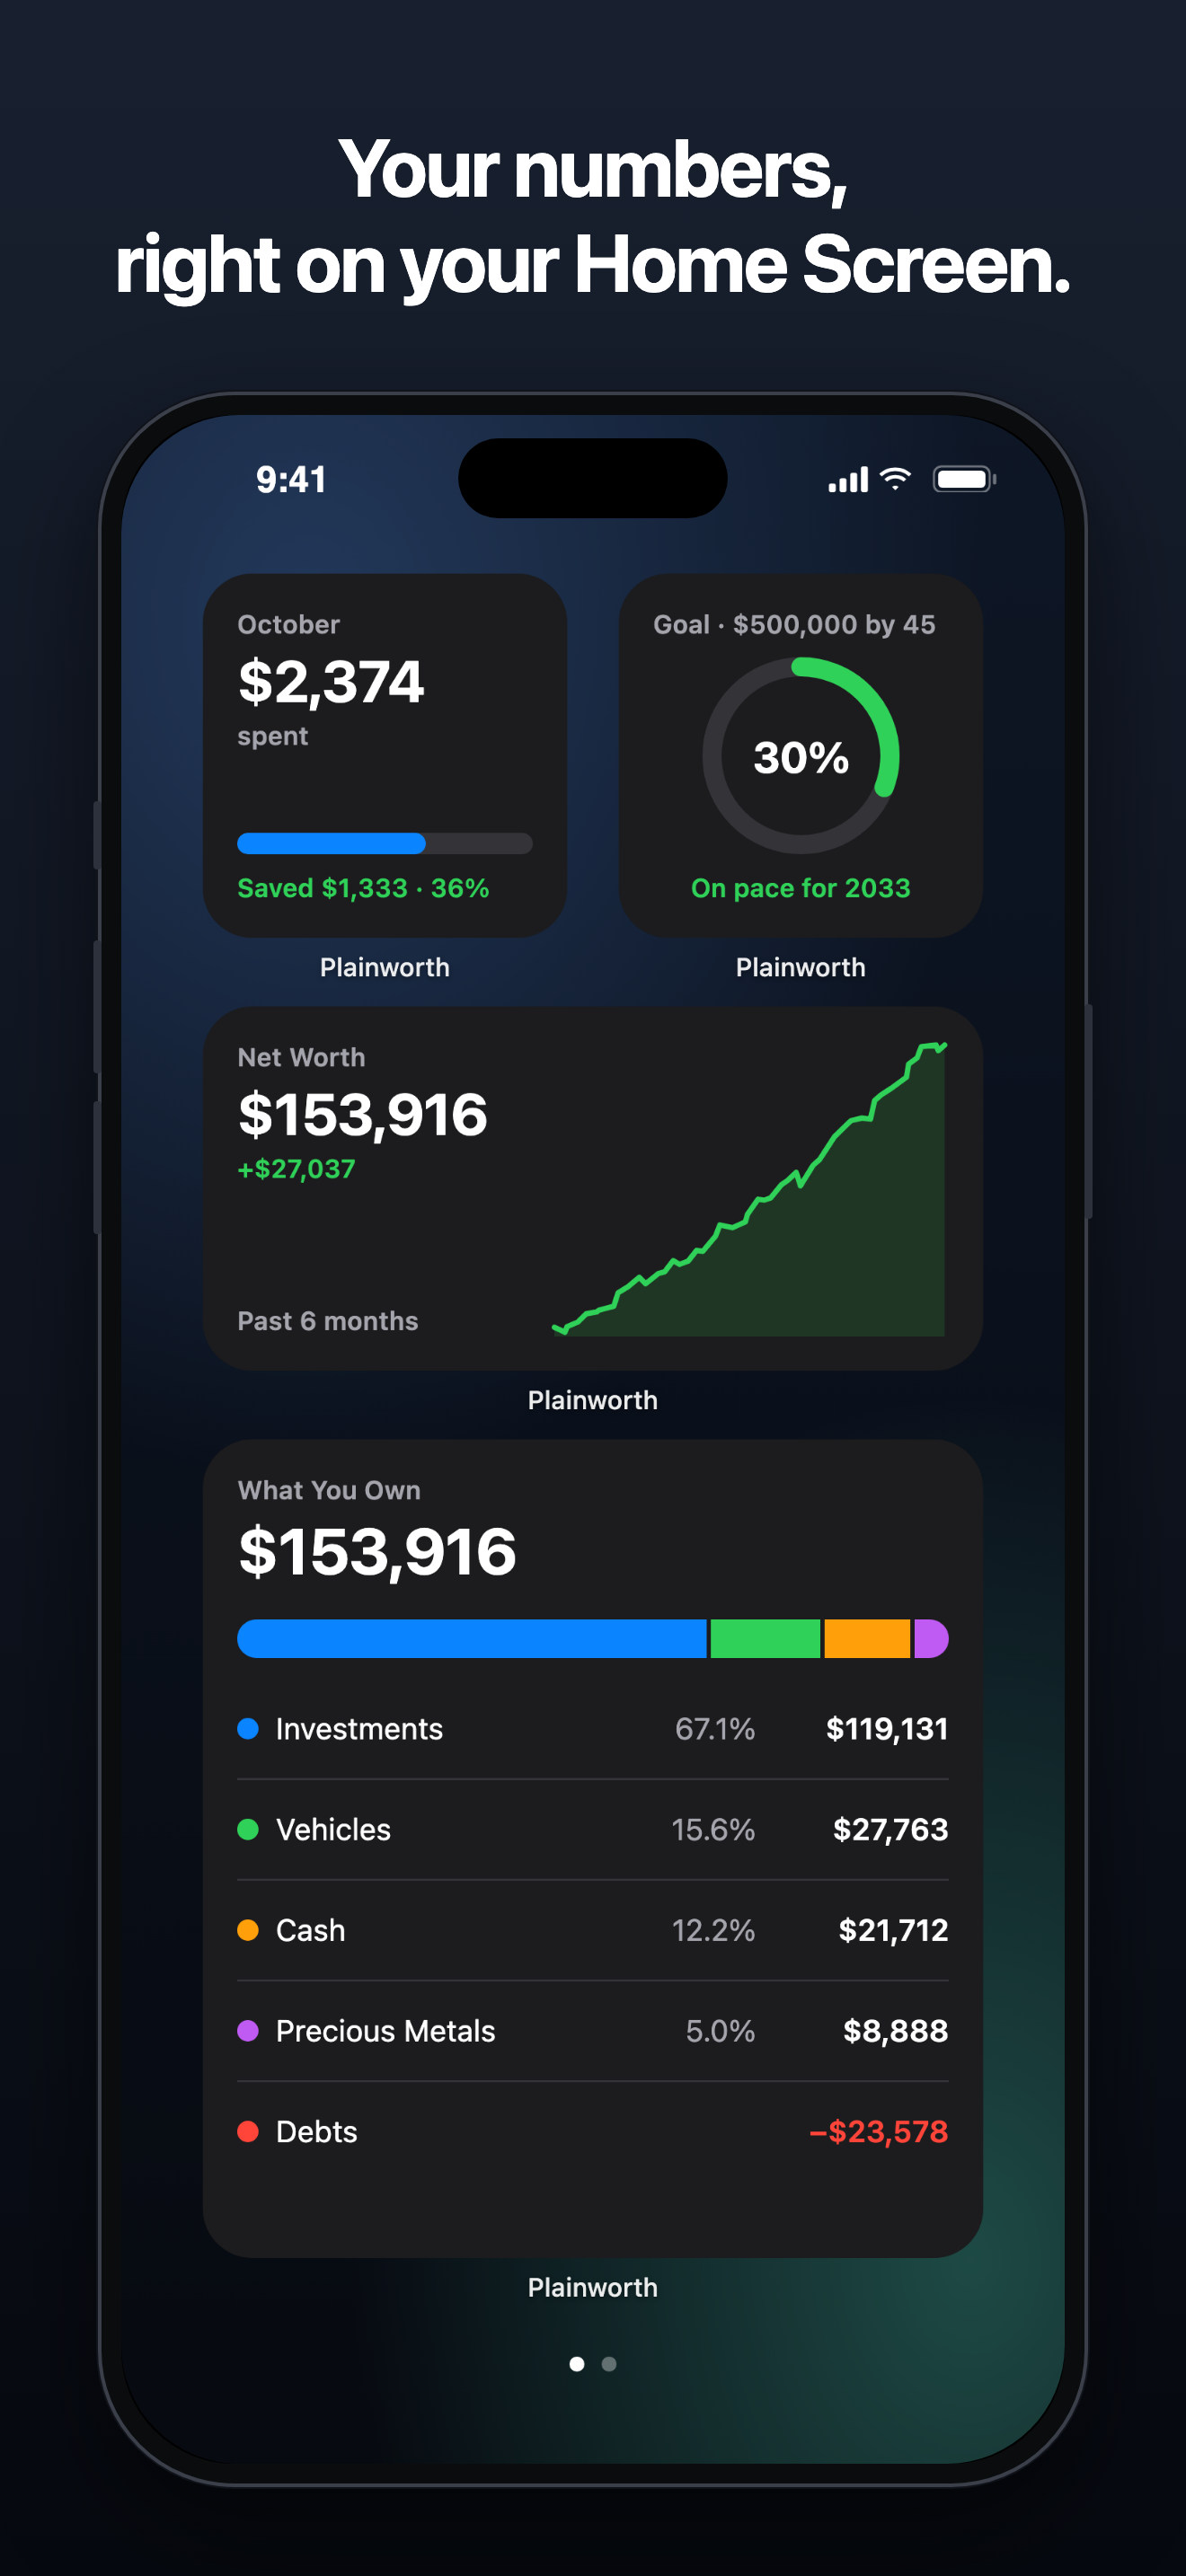 Your numbers,
right on your Home Screen.
9:41
October
$2,374
spent
Saved $1,333 · 36%
Plainworth
Goal · $500,000 by 45
30%
On pace for 2033
Plainworth
Net Worth
$153,916
+$27,037
Past 6 months
Plainworth
What You Own
$153,916
Investments 67.1% $119,131
Vehicles 15.6% $27,763
Cash 12.2% $21,712
Precious Metals 5.0% $8,888
Debts –$23,578
Plainworth